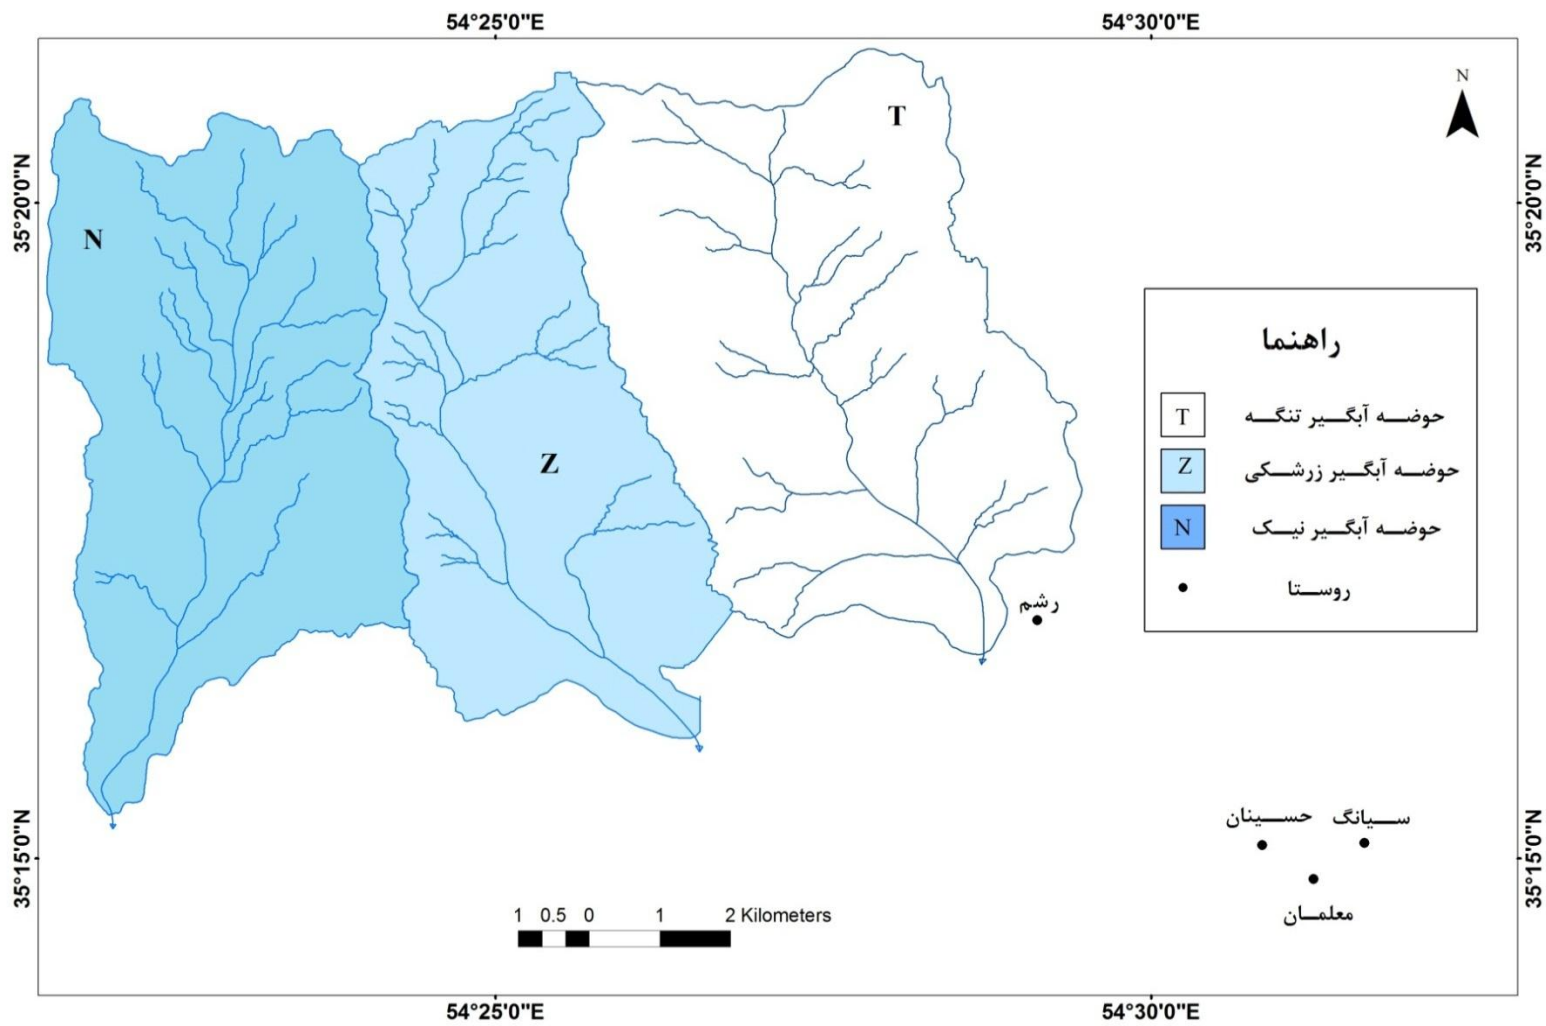 54°25'0"E
54°30'0"E
N
T
35°20'0"N
35°20'0"N
N
راهنما
T حوضه آبگیر تنگه
Z
Z حوضه آبگیر زرشکی
N حوضه آبگیر نیک
روستا
رشم
حسینان
سیانگ
35°15'0"N
35°15'0"N
معلمان
1 0.5 0 1 2 Kilometers
54°25'0"E
54°30'0"E